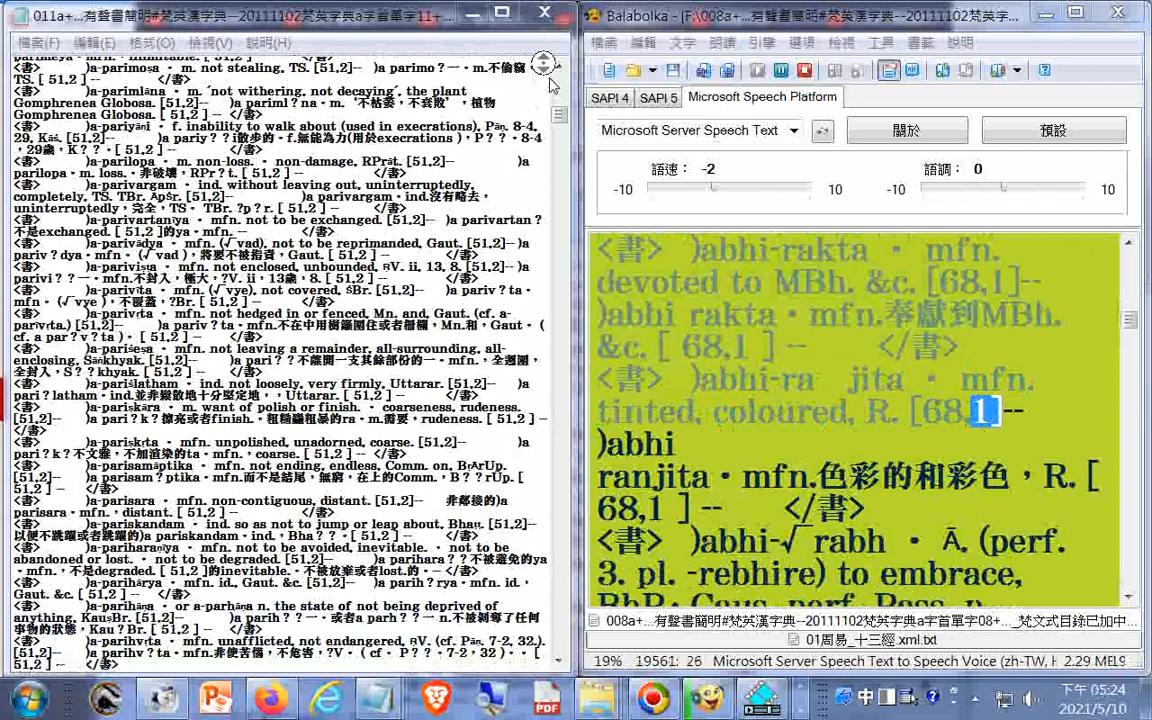 011a+...有聲書簡明#梵英漢字典--20111102梵英字典a字首單字11+...
檔案(F) 編輯(E) 格式(O) 檢視(V) 說明(H)
<書> )a-parimoṣa • m. not stealing, TS. [51,2]-- )a parimo？一 • m.不偷竊，
TS. [51,2 ] -- </書>
<書> )a-parimlāna • m. 'not withering, not decaying', the plant
Gomphrenea Globosa. [51,2]-- )a pariml？na • m.‘不枯萎，不衰敗’，植物
Gomphrenea Globosa. [ 51,2 ] -- </書>
<書> )a-pariyāṇi • f. inability to walk about (used in execrations), Pāṇ. 8-4,
29, Kāś. [51,2]-- )a pariy？？i散步的 • f.無能為力(用於execrations )，P？？。8-4
，29歲，K？？。[ 51,2 ] -- </書>
<書> )a-parilopa • m. non-loss. • non-damage, RPrāt. [51,2]-- )a
parilopa • m. loss. • 非破壞，RPr？t. [ 51,2 ] -- </書>
<書> )a-parivargam • ind. without leaving out, uninterruptedly,
completely, TS. TBr. ĀpŚr. [51,2]-- )a parivargam • ind.沒有略去，
uninterruptedly，完全，TS。TBr. ?p？r. [ 51,2 ] -- </書>
<書> )a-parivartanīya • mfn. not to be exchanged. [51,2]-- )a parivartan？
不是exchanged. [ 51,2 ]的ya • mfn. -- </書>
<書> )a-parivādya • mfn. (√vad), not to be reprimanded, Gaut. [51,2]-- )a
pariv？dya • mfn。(√vad )，將要不被指責，Gaut. [ 51,2 ] -- </書>
<書> )a-pariviṣṭa • mfn. not enclosed, unbounded, RV. ii, 13, 8. [51,2]-- )a
parivi？？一 • mfn.不封入，極大，?V. ii，13歲，8. [ 51,2 ] -- </書>
<書> )a-parivīta • mfn. (√vye), not covered, ŚBr. [51,2]-- )a pariv？ta •
mfn。(√vye )，不覆蓋，?Br. [ 51,2 ] -- </書>
<書> )a-parivṛta • mfn. not hedged in or fenced, Mn. and, Gaut. (cf. a-
parīvṛta.) [51,2]-- )a pariv？ta • mfn.不在中用樹籬圍住或者柵欄，Mn.和，Gaut。(
cf. a par？v？ta )。[ 51,2 ] -- </書>
<書> )a-pariśeṣa • m. not leaving a remainder, all-surrounding, all-
enclosing, Sāṅkhyak. [51,2]-- )a pari？？不離開一支其餘部份的一 • mfn.，全週圍，
全封入，S？？khyak. [ 51,2 ] -- </書>
<書> )a-pariślatham • ind. not loosely, very firmly, Uttarar. [51,2]-- )a
pari？latham • ind.並非鬆散地十分堅定地，，Uttarar. [ 51,2 ] -- </書>
<書> )a-pariṣkāra • m. want of polish or finish. • coarseness, rudeness.
[51,2]-- )a pari？k？擦亮或者finish. • 粗糙粗暴的ra • m.需要，rudeness. [ 51,2 ] --
</書>
<書> )a-pariṣkṛta • mfn. unpolished, unadorned, coarse. [51,2]-- )a
pari？k？不文雅，不加渲染的ta • mfn.，coarse. [ 51,2 ] -- </書>
<書> )a-parisamāptika • mfn. not ending, endless, Comm. on, BṛĀrUp.
[51,2]-- )a parisam？ptika • mfn.而不是結尾，無窮，在上的Comm，B？？rUp. [
51,2 ] -- </書>
<書> )a-parisara • mfn. non-contiguous, distant. [51,2]-- 非鄰接的)a
parisara • mfn.，distant. [ 51,2 ] -- </書>
<書> )a-pariskandam • ind. so as not to jump or leap about, Bhaṭṭ. [51,2]--
以便不跳躍或者跳躍的)a pariskandam • ind.，Bha？？。[ 51,2 ] -- </書>
<書> )a-pariharaṇīya • mfn. not to be avoided, inevitable. • not to be
abandoned or lost. • not to be degraded. [51,2]-- )a parihara？？不被避免的ya
• mfn.，不是degraded. [ 51,2 ]的inevitable. • 不被放棄或者lost.的。-- </書>
<書> )a-parihārya • mfn. id., Gaut. &c. [51,2]-- )a parih？rya • mfn. id，
Gaut. &c. [ 51,2 ] -- </書>
<書> )a-parihāṇa • or a-parhāṇa n. the state of not being deprived of
anything, KauṣBr. [51,2]-- )a parih？？一 • 或者a parh？？一 n.不被剝奪了任何
事物的狀態，Kau？Br. [ 51,2 ] -- </書>
<書> )a-parihvṛta • mfn. unafflicted, not endangered, RV. (cf. Pāṇ. 7-2, 32.)
[51,2]-- )a parihv？ta • mfn.非使苦惱，不危害，?V。( cf。P？？。7-2，32 )。[
51,2 ] -- </書>
Balabolka - [F:\008a+...有聲書簡明#梵英漢字典--20111102梵英字典...
檔案 編輯 文字 朗讀 引擎 選項 檢視 工具 書籤 說明
SAPI 4 SAPI 5 Microsoft Speech Platform
Microsoft Server Speech Text 關於 預設
語速： -2 語調： 0
-10 10 -10 10
<書> )abhi-rakta • mfn.
devoted to MBh. &c. [68,1]--
)abhi rakta • mfn.奉獻到MBh.
&c. [ 68,1 ] -- </書>
<書> )abhi-ra jita • mfn.
tinted, coloured, R. [68,1]--
)abhi
ranjita • mfn.色彩的和彩色，R. [
68,1 ] -- </書>
<書> )abhi-√rabh • Ā. (perf.
3. pl. -rebhire) to embrace,
008a+...有聲書簡明#梵英漢字典--20111102梵英字典a字首單字08+..._梵文式目錄已加中...
01周易_十三經.xml.txt
19% 19561: 26 Microsoft Server Speech Text to Speech Voice (zh-TW, H 2.29 ME
中
下午 05:24
2021/5/10